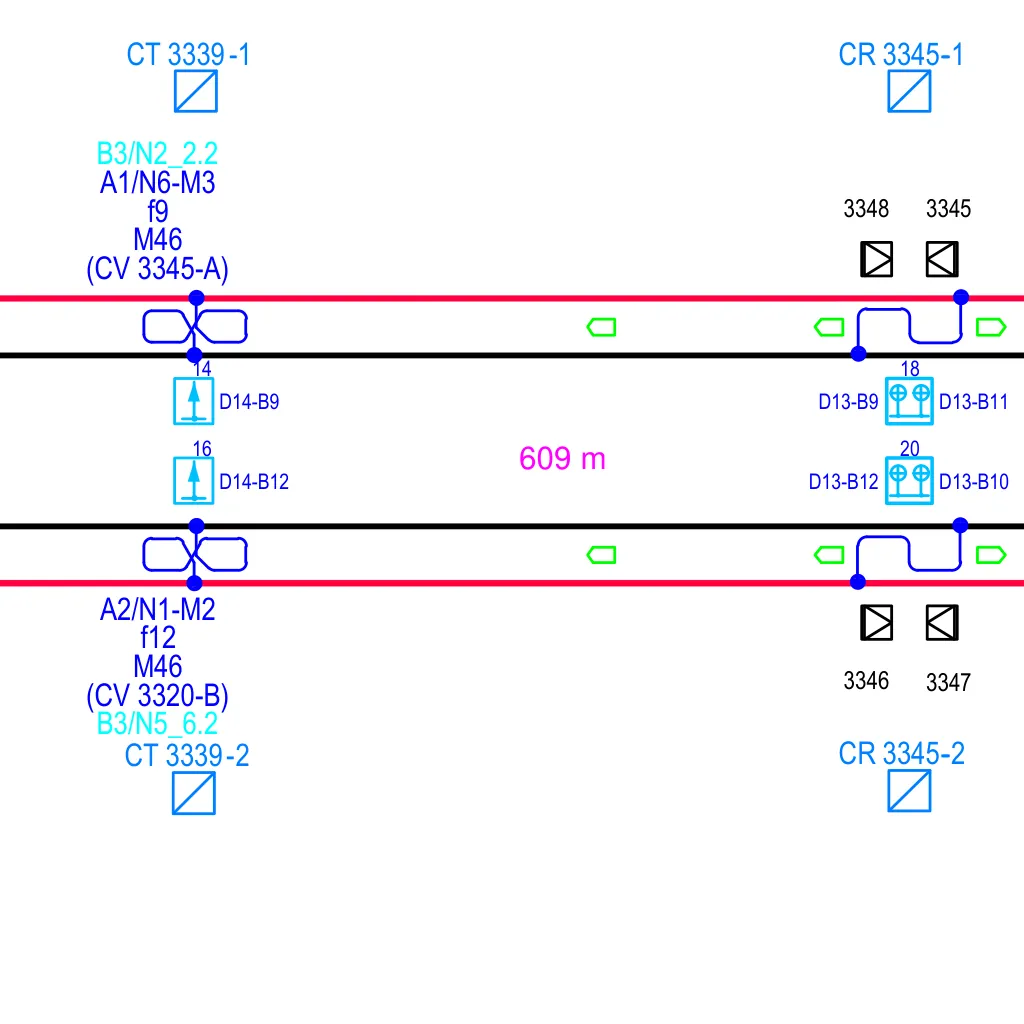 CT 3339-1
CR 3345-1
B3/N2_2.2
A1/N6-M3
f9
M46
(CV 3345-A)
3348
3345
14
D14-B9
18
D13-B9
D13-B11
16
D14-B12
609 m
20
D13-B12
D13-B10
A2/N1-M2
f12
M46
(CV 3320-B)
B3/N5_6.2
CT 3339-2
3346
3347
CR 3345-2